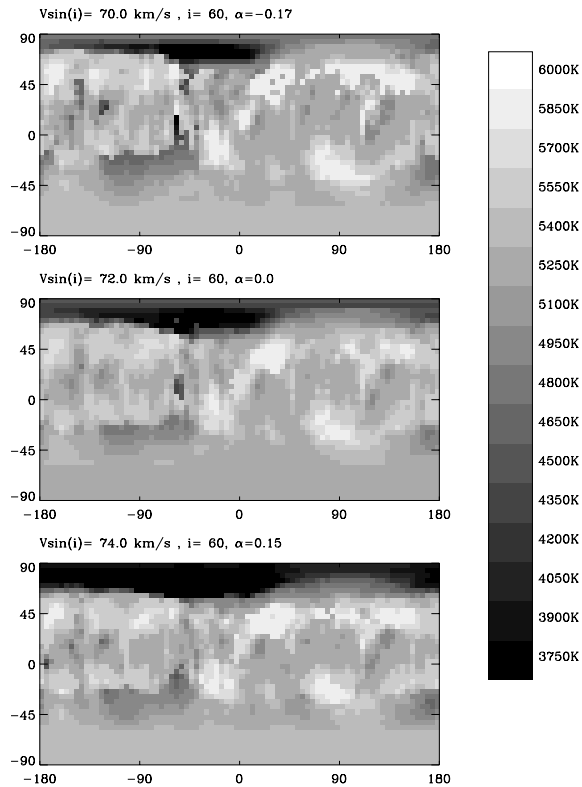 Vsin(i)= 70.0 km/s , i= 60, α=-0.17
90
45
0
-45
-90
-180 -90 0 90 180
Vsin(i)= 72.0 km/s , i= 60, α=0.0
90
45
0
-45
-90
-180 -90 0 90 180
Vsin(i)= 74.0 km/s , i= 60, α=0.15
90
45
0
-45
-90
-180 -90 0 90 180
6000K
5850K
5700K
5550K
5400K
5250K
5100K
4950K
4800K
4650K
4500K
4350K
4200K
4050K
3900K
3750K